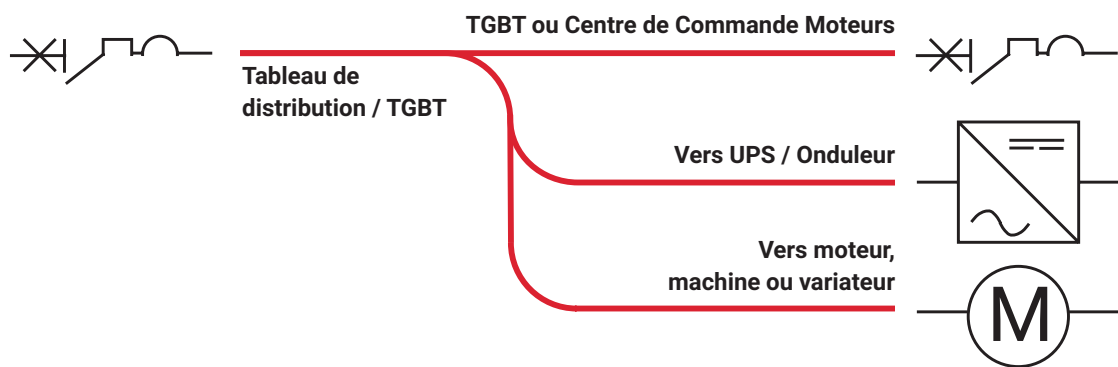 TGBT ou Centre de Commande Moteurs
Tableau de
distribution / TGBT
Vers UPS / Onduleur
Vers moteur,
machine ou variateur
M